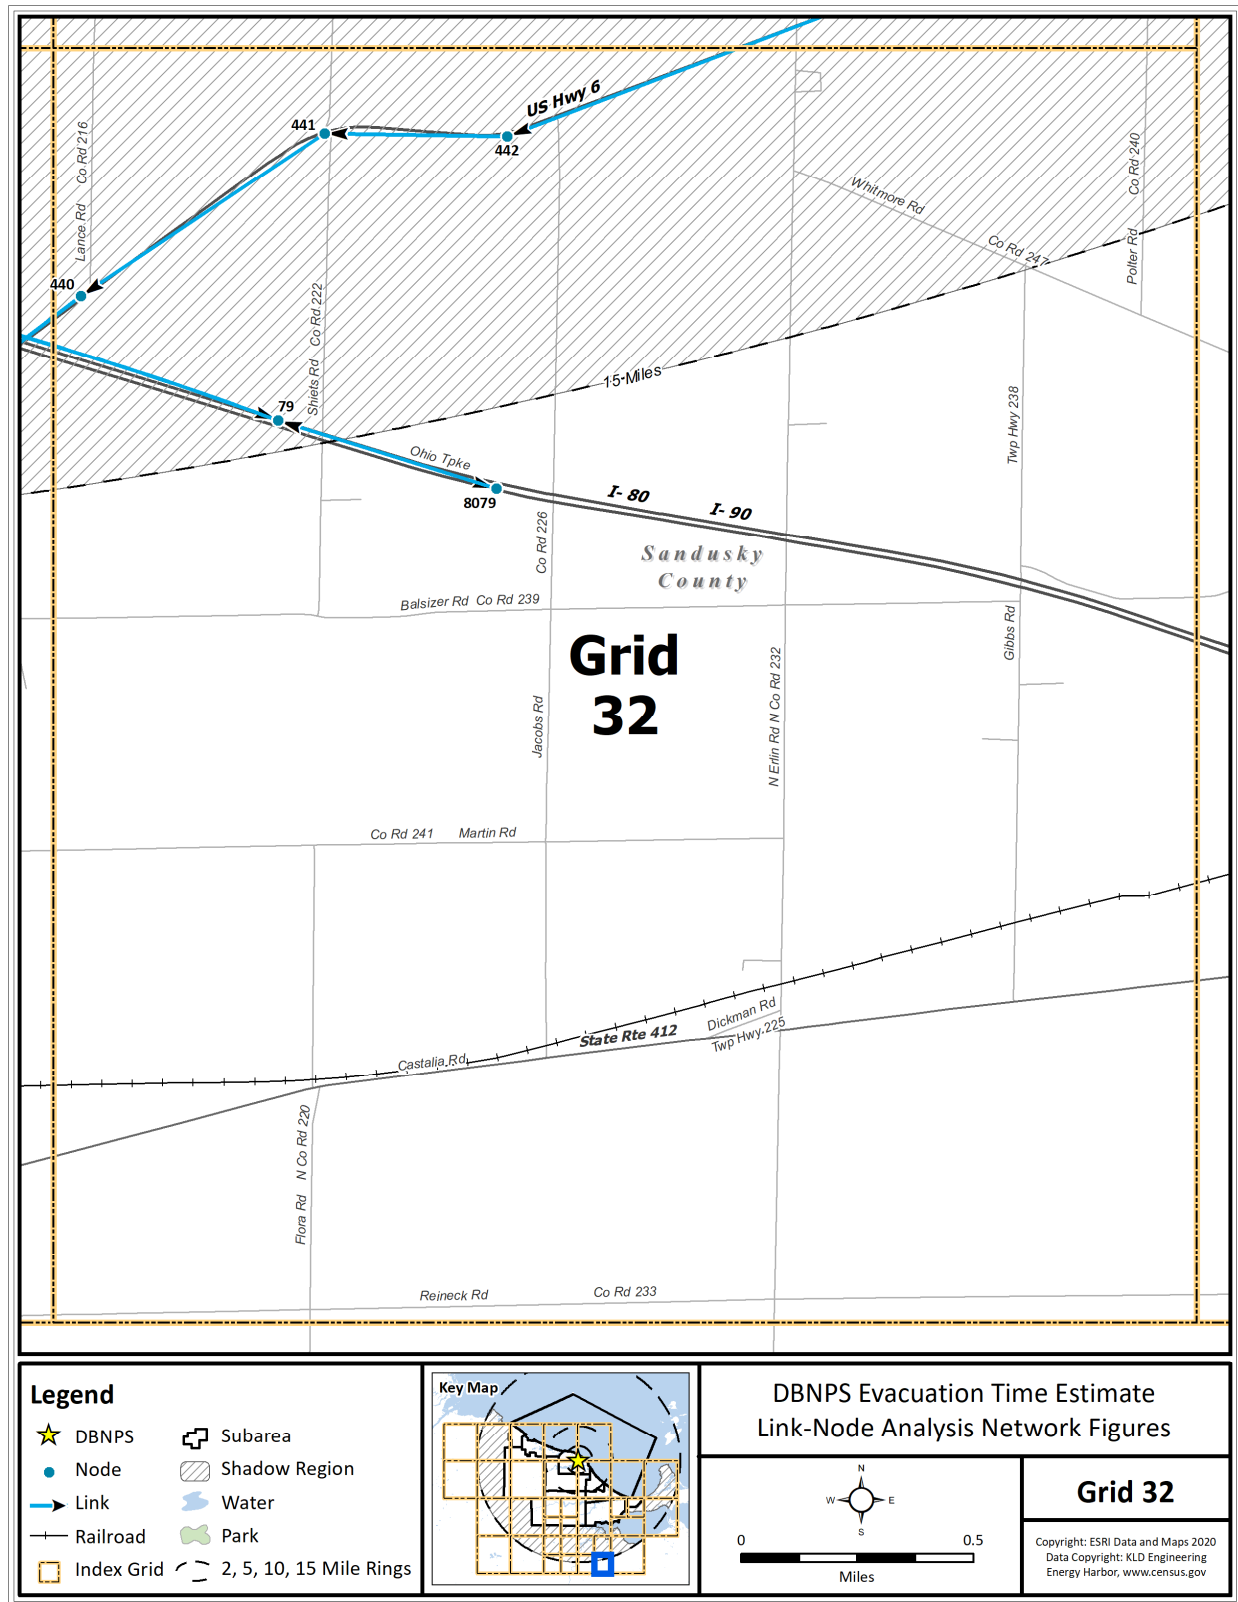 US Hwy 6
441
442
Co Rd 216
Lance Rd
Co Rd 240
Whitmore Rd
Co Rd 247
Polter Rd
440
Co Rd 222
Shiets Rd
15 Miles
79
Twp Hwy 238
Ohio Tpke
8079
I- 80
I- 90
Co Rd 226
Sandusky
County
Balsizer Rd Co Rd 239
Gibbs Rd
Grid
32
N Erlin Rd N Co Rd 232
Jacobs Rd
Co Rd 241 Martin Rd
Dickman Rd
State Rte 412
Twp Hwy 225
Castalia Rd
N Co Rd 220
Flora Rd
Reineck Rd
Co Rd 233
Legend
DBNPS
Subarea
Node
Shadow Region
Link
Water
Railroad
Park
Index Grid
2, 5, 10, 15 Mile Rings
Key Map
DBNPS Evacuation Time Estimate
Link-Node Analysis Network Figures
N
W
E
S
0
0.5
Miles
Grid 32
Copyright: ESRI Data and Maps 2020
Data Copyright: KLD Engineering
Energy Harbor, www.census.gov